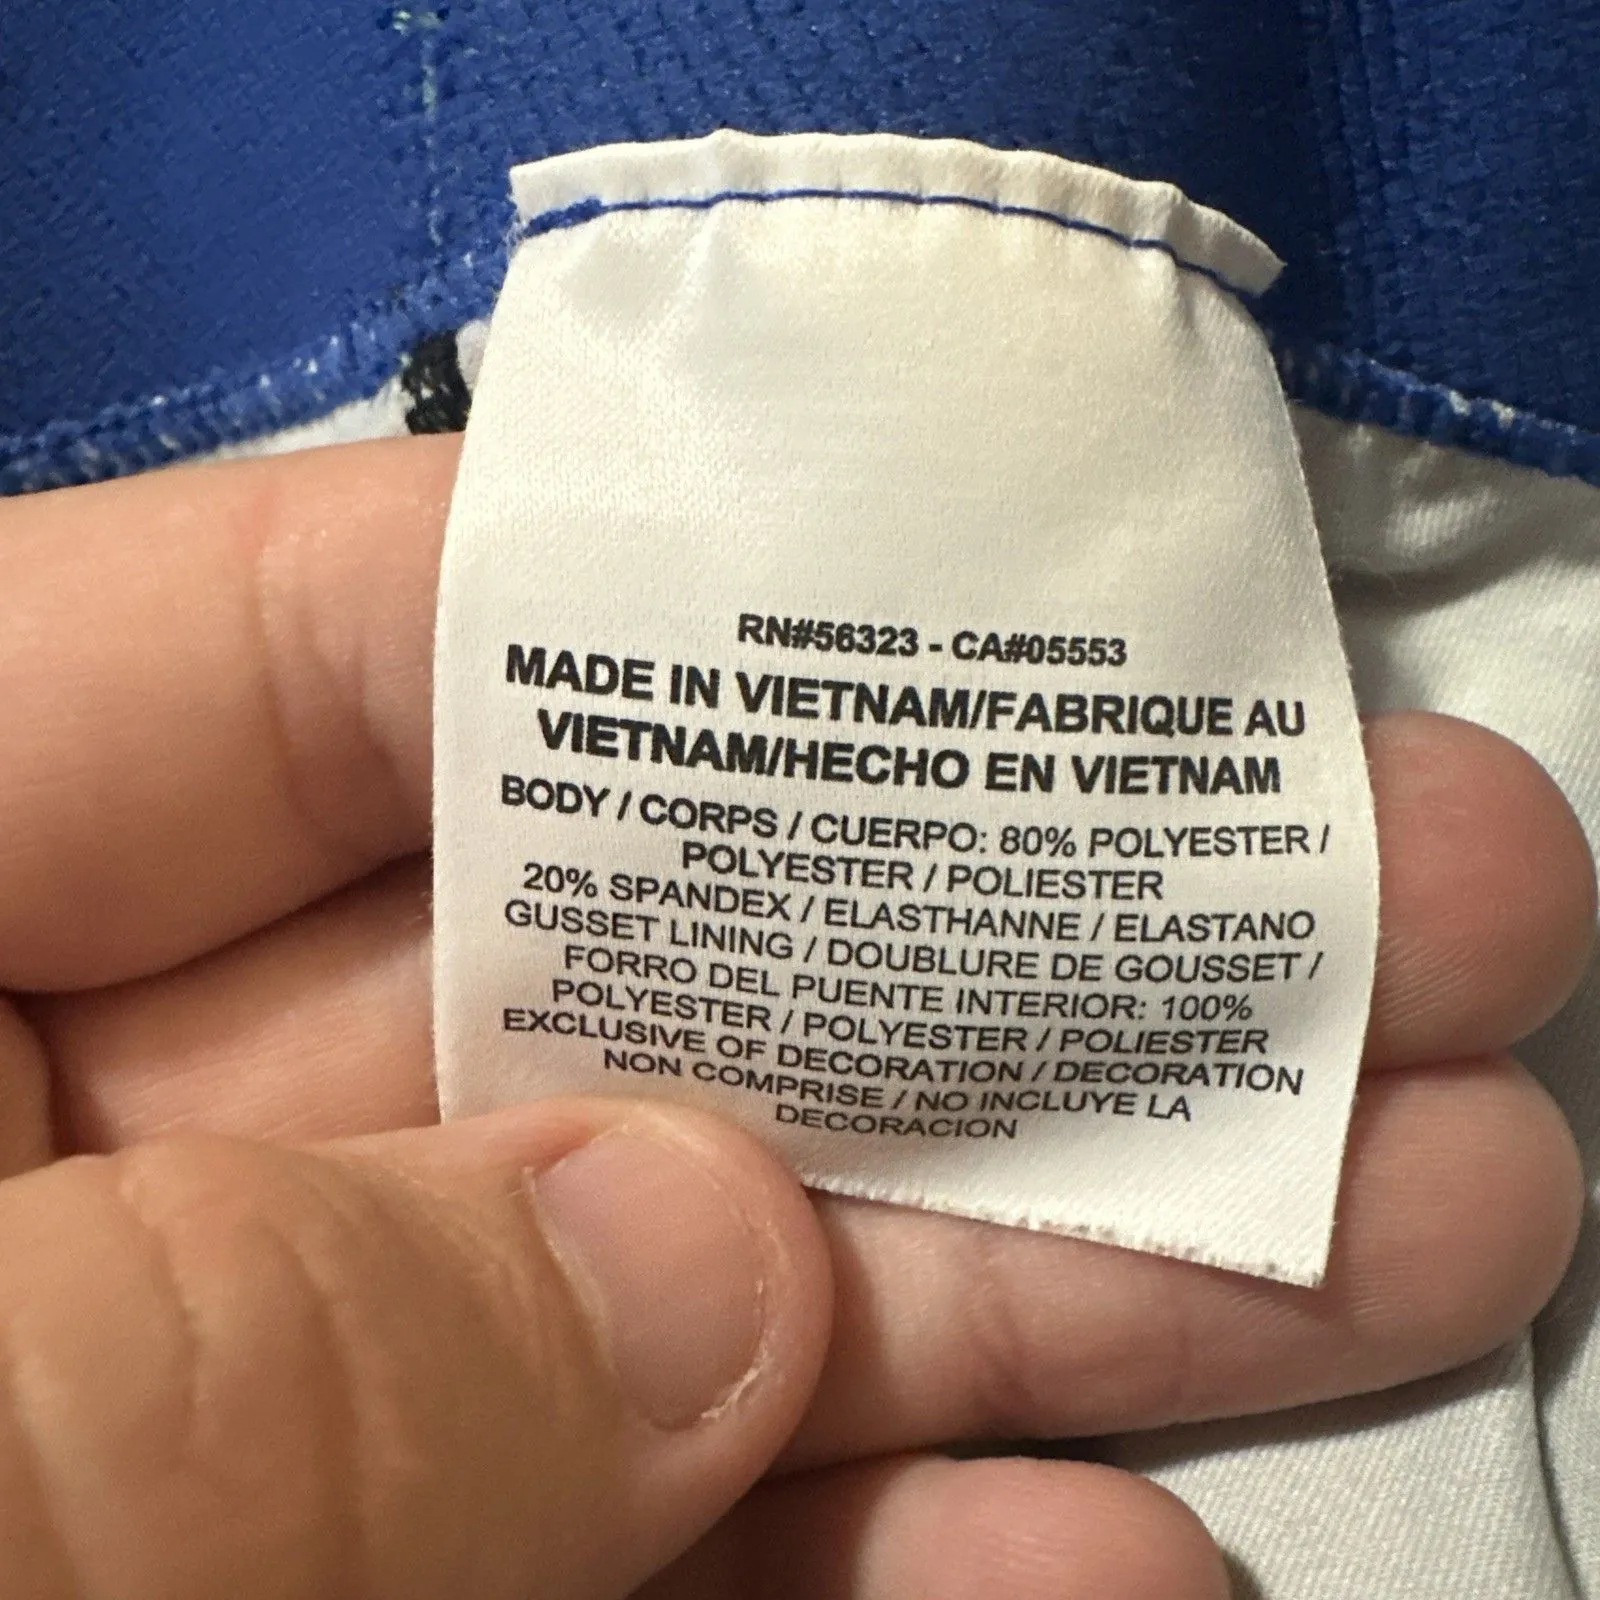 RN#56323 - CA#05553
MADE IN VIETNAM/FABRIQUE AU
VIETNAM/HECHO EN VIETNAM
BODY / CORPS / CUERPO: 80% POLYESTER /
POLYESTER / POLIESTER
20% SPANDEX / ELASTHANNE / ELASTANO
GUSSET LINING / DOUBLURE DE GOUSSET /
FORRO DEL PUENTE INTERIOR: 100%
POLYESTER / POLYESTER / POLIESTER
EXCLUSIVE OF DECORATION / DECORATION
NON COMPRISE / NO INCLUYE LA
DECORACION